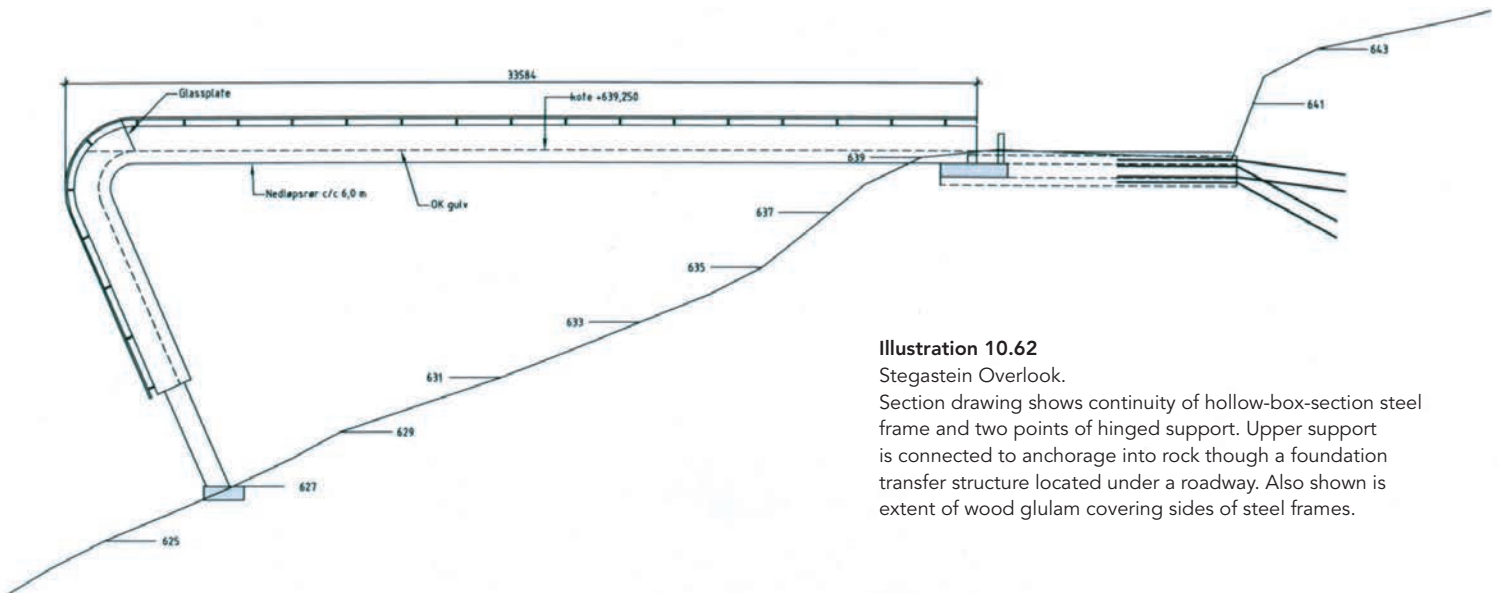 33584
Glassplate
kote +639,250
643
641
639
Nedløpsrør c/c 6,0 m
OK gulv
637
635
633
631
629
627
625
Illustration 10.62
Stegastein Overlook.
Section drawing shows continuity of hollow-box-section steel
frame and two points of hinged support. Upper support
is connected to anchorage into rock though a foundation
transfer structure located under a roadway. Also shown is
extent of wood glulam covering sides of steel frames.